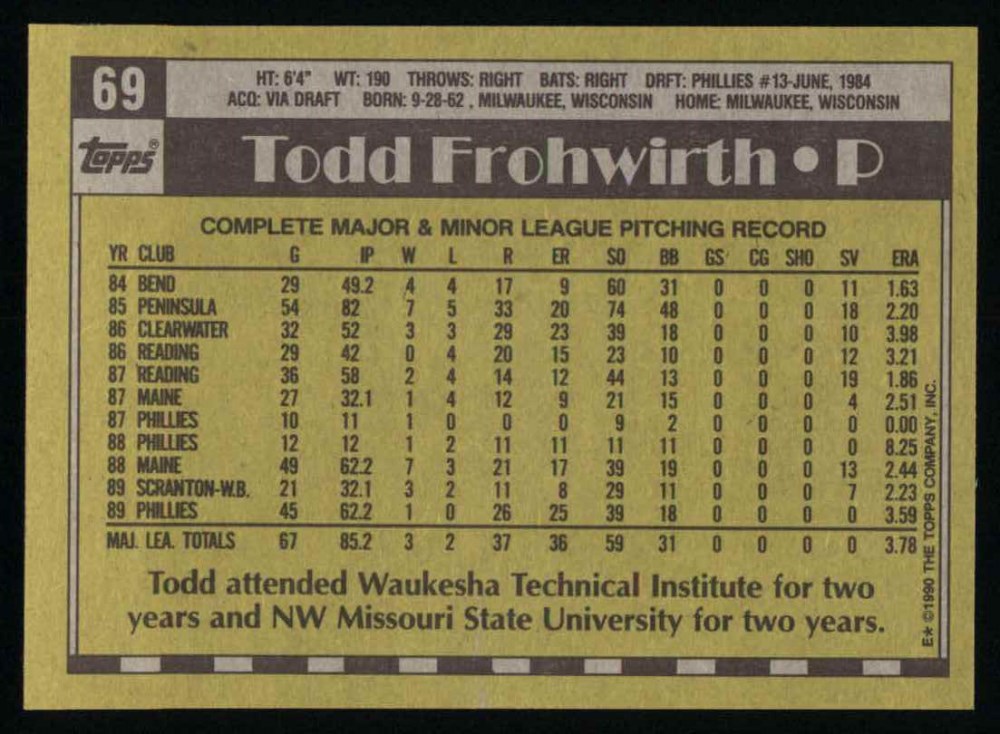 69
HT: 6'4" WT: 190 THROWS: RIGHT BATS: RIGHT DRFT: PHILLIES #13-JUNE, 1984
ACQ: VIA DRAFT BORN: 9-28-62 , MILWAUKEE, WISCONSIN HOME: MILWAUKEE, WISCONSIN
topps®
Todd Frohwirth • P
COMPLETE MAJOR & MINOR LEAGUE PITCHING RECORD
YR CLUB G IP W L R ER SO BB GS CG SHO SV ERA
84 BEND 29 49.2 4 4 17 9 60 31 0 0 0 11 1.63
85 PENINSULA 54 82 7 5 33 20 74 48 0 0 0 18 2.20
86 CLEARWATER 32 52 3 3 29 23 39 18 0 0 0 10 3.98
86 READING 29 42 0 4 20 15 23 10 0 0 0 12 3.21
87 READING 36 58 2 4 14 12 44 13 0 0 0 19 1.86
87 MAINE 27 32.1 1 4 12 9 21 15 0 0 0 4 2.51
87 PHILLIES 10 11 1 0 0 0 9 2 0 0 0 0 0.00
88 PHILLIES 12 12 1 2 11 11 11 11 0 0 0 0 8.25
88 MAINE 49 62.2 7 3 21 17 39 19 0 0 0 13 2.44
89 SCRANTON-W.B. 21 32.1 3 2 11 8 29 11 0 0 0 7 2.23
89 PHILLIES 45 62.2 1 0 26 25 39 18 0 0 0 0 3.59
MAJ. LEA. TOTALS 67 85.2 3 2 37 36 59 31 0 0 0 0 3.78
Todd attended Waukesha Technical Institute for two
years and NW Missouri State University for two years.
E* ©1990 THE TOPPS COMPANY, INC.